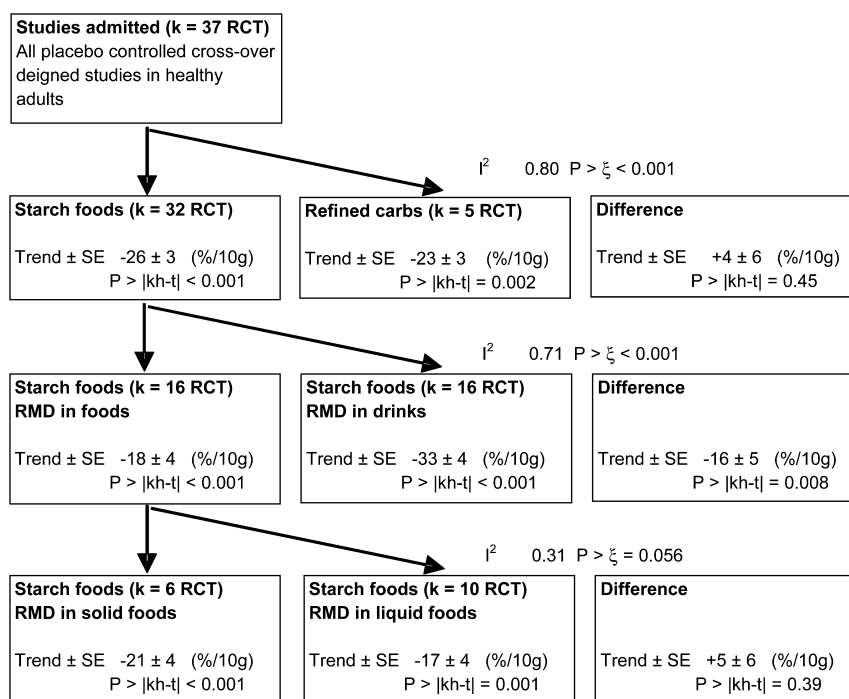 Studies admitted (k = 37 RCT)
All placebo controlled cross-over
deigned studies in healthy
adults
I² 0.80 P > ξ < 0.001
Starch foods (k = 32 RCT)
Trend ± SE -26 ± 3 (%/10g)
P > |kh-t| < 0.001
Refined carbs (k = 5 RCT)
Trend ± SE -23 ± 3 (%/10g)
P > |kh-t| = 0.002
Difference
Trend ± SE +4 ± 6 (%/10g)
P > |kh-t| = 0.45
I² 0.71 P > ξ < 0.001
Starch foods (k = 16 RCT)
RMD in foods
Trend ± SE -18 ± 4 (%/10g)
P > |kh-t| < 0.001
Starch foods (k = 16 RCT)
RMD in drinks
Trend ± SE -33 ± 4 (%/10g)
P > |kh-t| < 0.001
Difference
Trend ± SE -16 ± 5 (%/10g)
P > |kh-t| = 0.008
I² 0.31 P > ξ = 0.056
Starch foods (k = 6 RCT)
RMD in solid foods
Trend ± SE -21 ± 4 (%/10g)
P > |kh-t| < 0.001
Starch foods (k = 10 RCT)
RMD in liquid foods
Trend ± SE -17 ± 4 (%/10g)
P > |kh-t| = 0.001
Difference
Trend ± SE +5 ± 6 (%/10g)
P > |kh-t| = 0.39